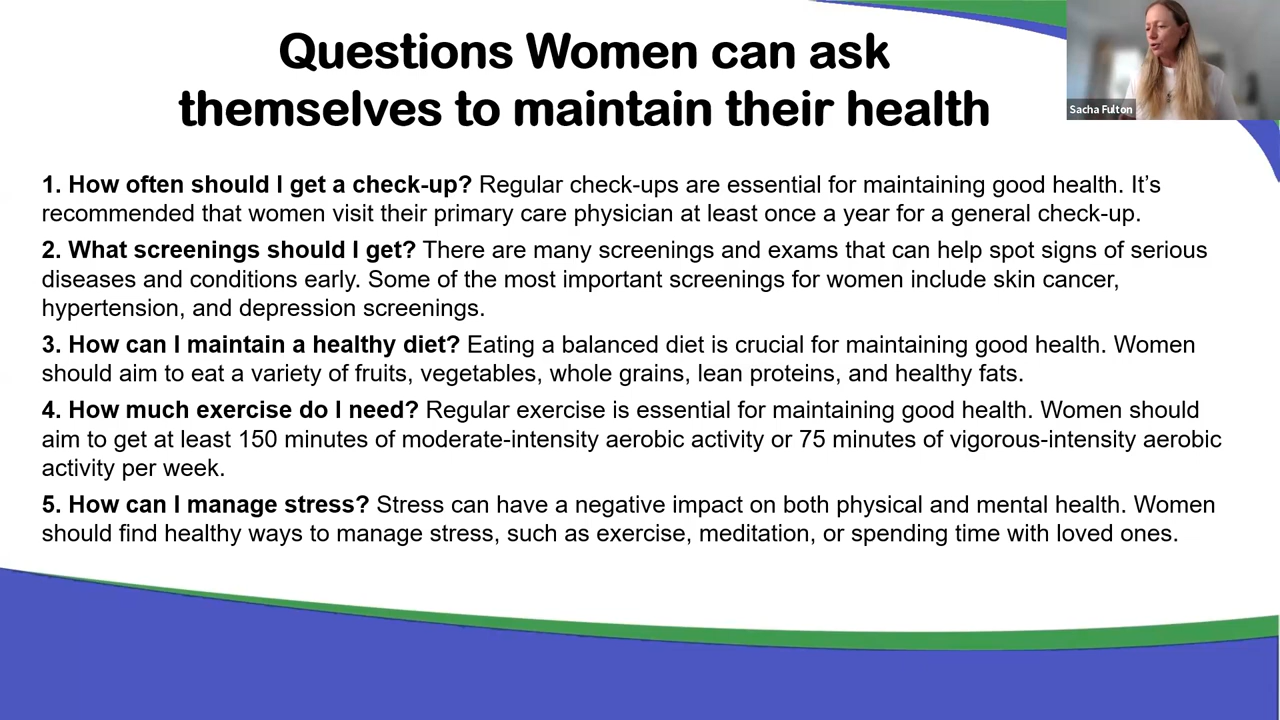 Questions Women can ask
themselves to maintain their health
Sacha Fulton
1. How often should I get a check-up? Regular check-ups are essential for maintaining good health. It’s
recommended that women visit their primary care physician at least once a year for a general check-up.
2. What screenings should I get? There are many screenings and exams that can help spot signs of serious
diseases and conditions early. Some of the most important screenings for women include skin cancer,
hypertension, and depression screenings.
3. How can I maintain a healthy diet? Eating a balanced diet is crucial for maintaining good health. Women
should aim to eat a variety of fruits, vegetables, whole grains, lean proteins, and healthy fats.
4. How much exercise do I need? Regular exercise is essential for maintaining good health. Women should
aim to get at least 150 minutes of moderate-intensity aerobic activity or 75 minutes of vigorous-intensity aerobic
activity per week.
5. How can I manage stress? Stress can have a negative impact on both physical and mental health. Women
should find healthy ways to manage stress, such as exercise, meditation, or spending time with loved ones.